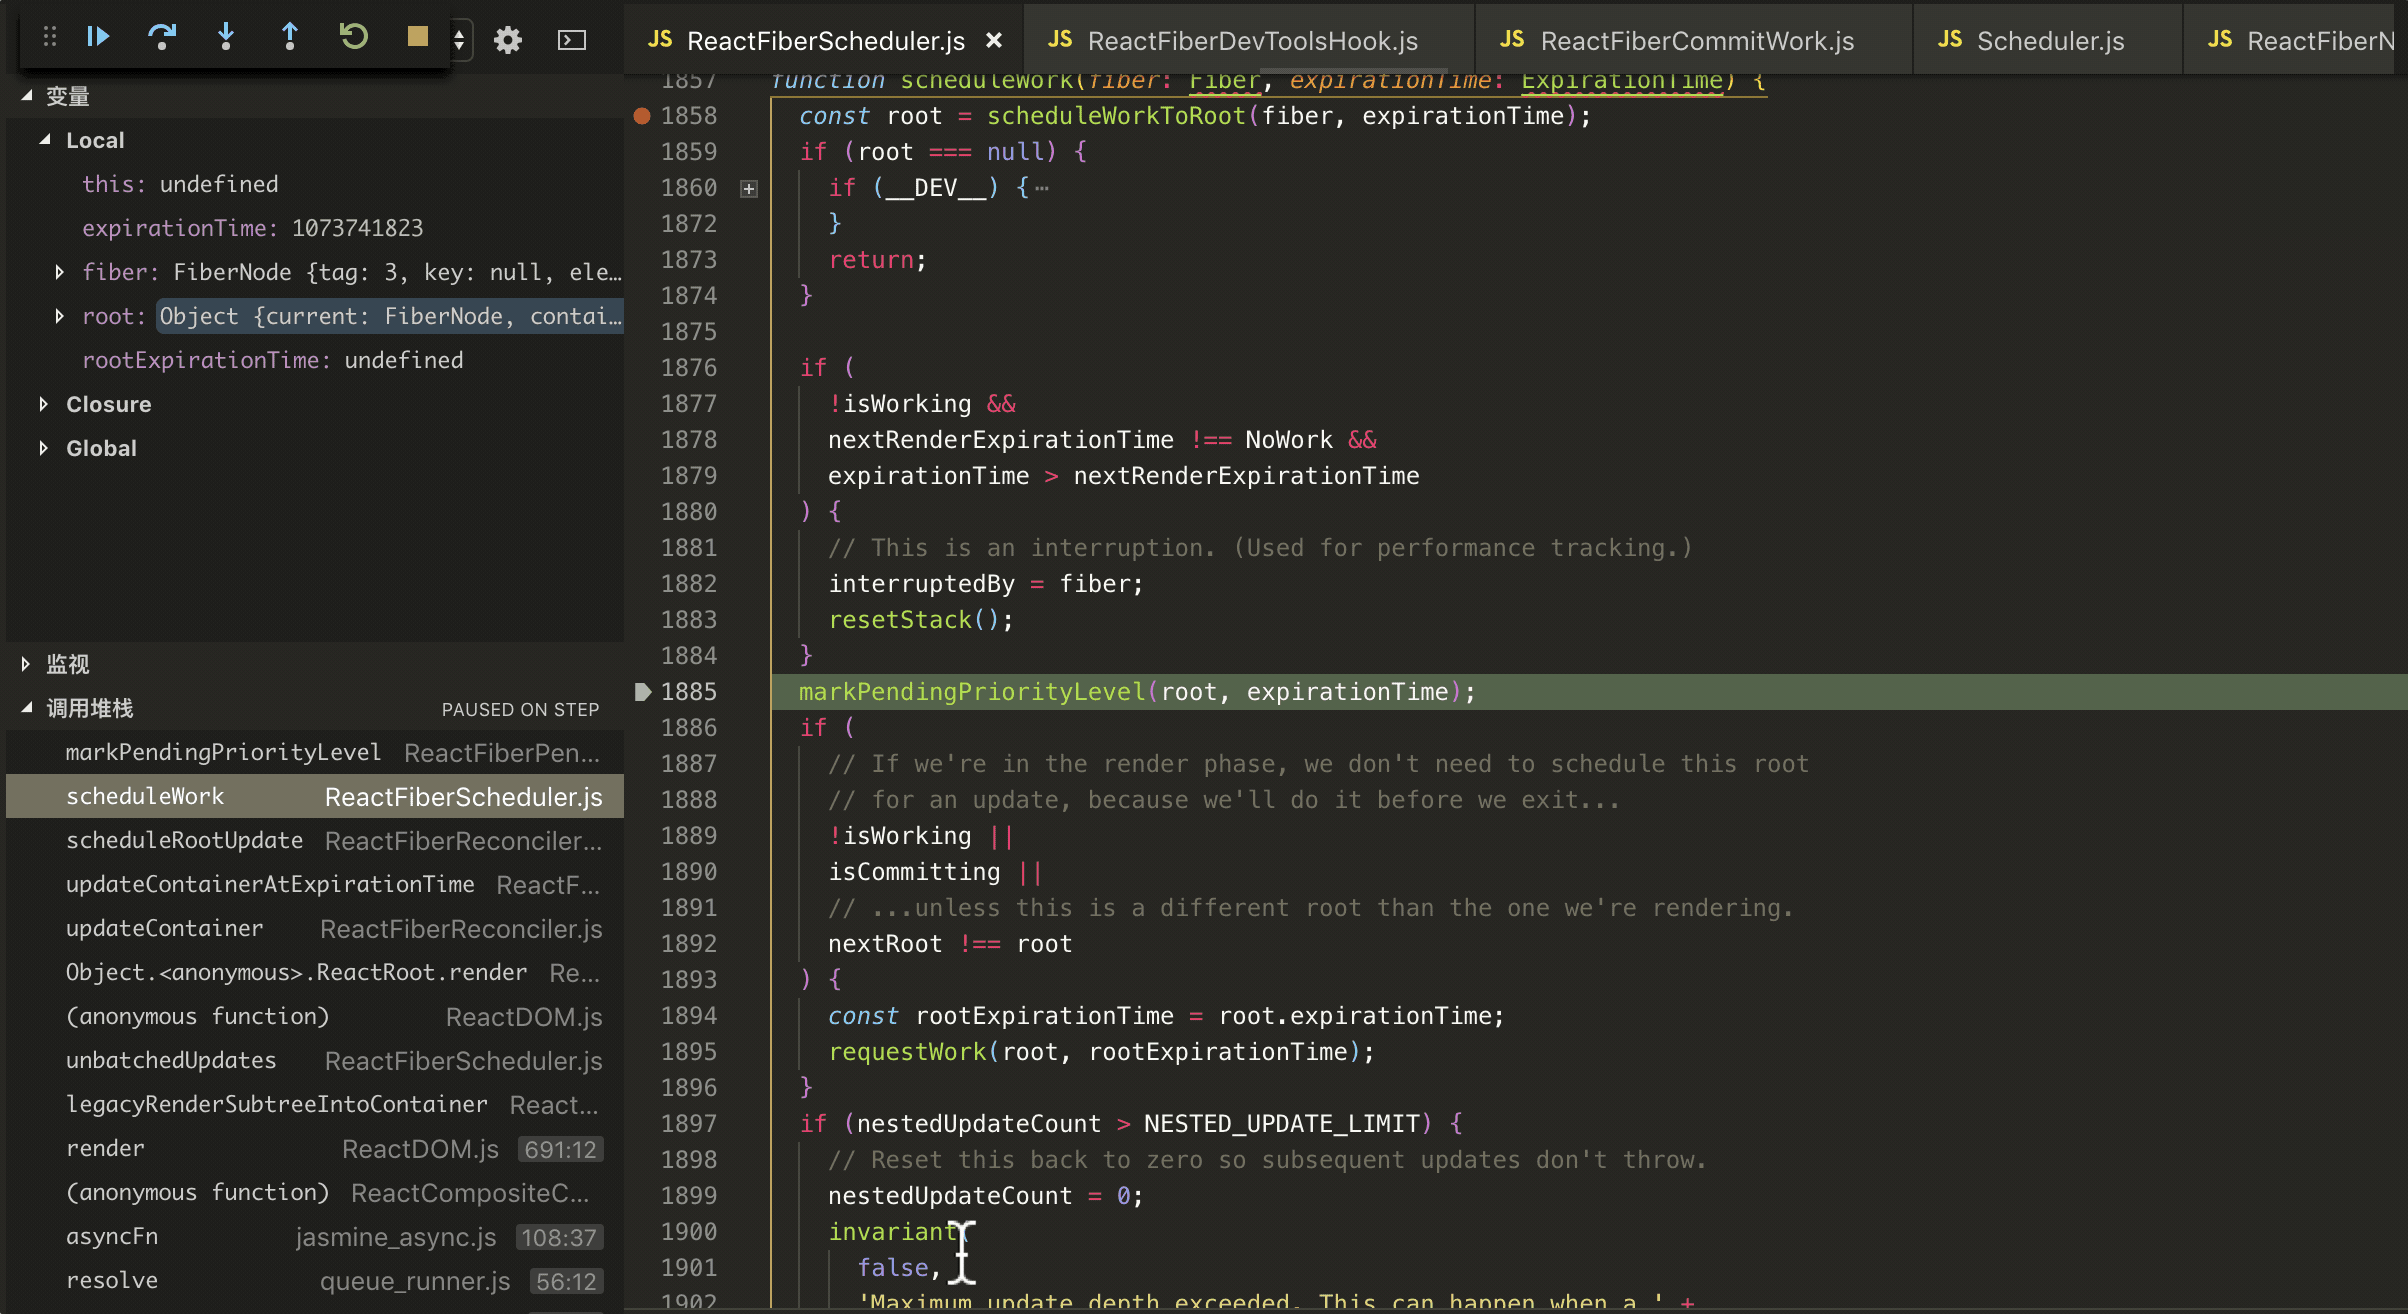 JS ReactFiberScheduler.js × JS ReactFiberDevToolsHook.js JS ReactFiberCommitWork.js JS Scheduler.js JS ReactFiberN
变量
Local
this: undefined
expirationTime: 1073741823
fiber: FiberNode {tag: 3, key: null, ele…
root: Object {current: FiberNode, contai…
rootExpirationTime: undefined
Closure
Global
监视
调用堆栈 PAUSED ON STEP
markPendingPriorityLevel ReactFiberPen…
scheduleWork ReactFiberScheduler.js
scheduleRootUpdate ReactFiberReconciler…
updateContainerAtExpirationTime ReactF…
updateContainer ReactFiberReconciler.js
Object.<anonymous>.ReactRoot.render Re…
(anonymous function) ReactDOM.js
unbatchedUpdates ReactFiberScheduler.js
legacyRenderSubtreeIntoContainer React…
render ReactDOM.js 691:12
(anonymous function) ReactCompositeC…
asyncFn jasmine_async.js 108:37
resolve queue_runner.js 56:12
1857 function scheduleWork(fiber: Fiber, expirationTime: ExpirationTime) {
1858 const root = scheduleWorkToRoot(fiber, expirationTime);
1859 if (root === null) {
1860 if (__DEV__) {⋯
1872 }
1873 return;
1874 }
1875
1876 if (
1877 !isWorking &&
1878 nextRenderExpirationTime !== NoWork &&
1879 expirationTime > nextRenderExpirationTime
1880 ) {
1881 // This is an interruption. (Used for performance tracking.)
1882 interruptedBy = fiber;
1883 resetStack();
1884 }
1885 markPendingPriorityLevel(root, expirationTime);
1886 if (
1887 // If we're in the render phase, we don't need to schedule this root
1888 // for an update, because we'll do it before we exit...
1889 !isWorking ||
1890 isCommitting ||
1891 // ...unless this is a different root than the one we're rendering.
1892 nextRoot !== root
1893 ) {
1894 const rootExpirationTime = root.expirationTime;
1895 requestWork(root, rootExpirationTime);
1896 }
1897 if (nestedUpdateCount > NESTED_UPDATE_LIMIT) {
1898 // Reset this back to zero so subsequent updates don't throw.
1899 nestedUpdateCount = 0;
1900 invariant(
1901 false,
1902 'Maximum update depth exceeded. This can happen when a ' +